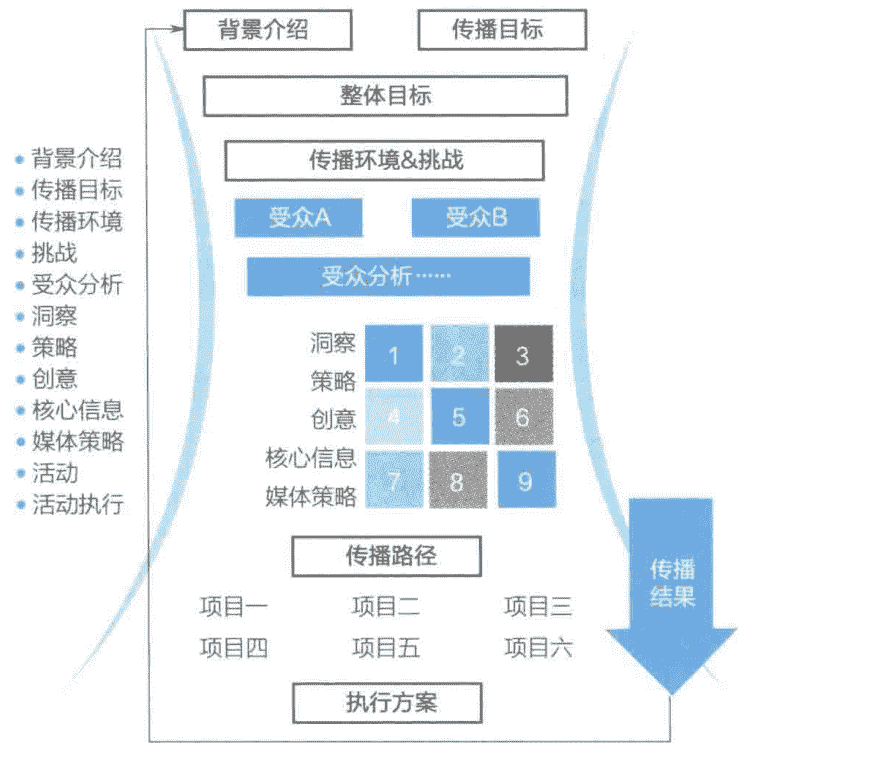 背景介绍
传播目标
整体目标
传播环境&挑战
受众A
受众B
受众分析……
• 背景介绍
• 传播目标
• 传播环境
• 挑战
• 受众分析
• 洞察
• 策略
• 创意
• 核心信息
• 媒体策略
• 活动
• 活动执行
洞察
策略
创意
核心信息
媒体策略
1 2 3
4 5 6
7 8 9
传播路径
项目一 项目二 项目三
项目四 项目五 项目六
执行方案
传播
结果